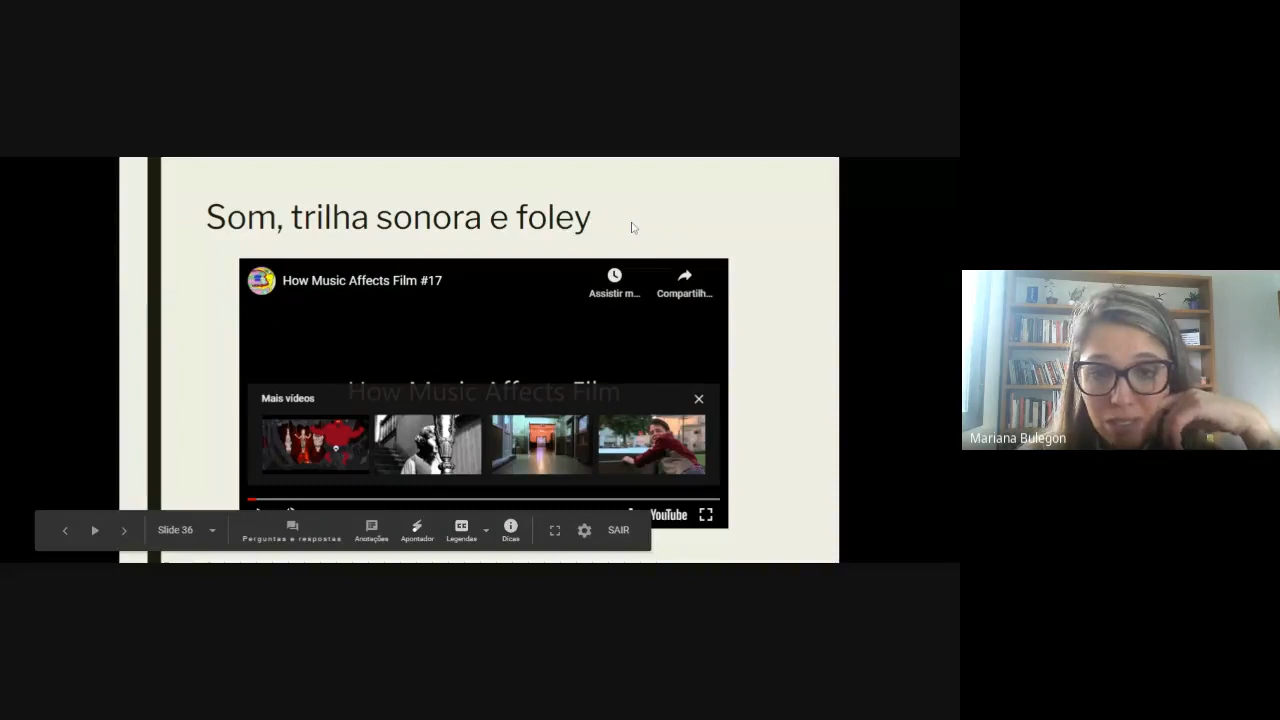 Som, trilha sonora e foley
How Music Affects Film #17
Assistir m...
Compartilh...
How Music Affects Film
Mais vídeos
YouTube
Slide 36
Perguntas e respostas
Anotações
Apontador
Legendas
Dicas
SAIR
Mariana Bulegon